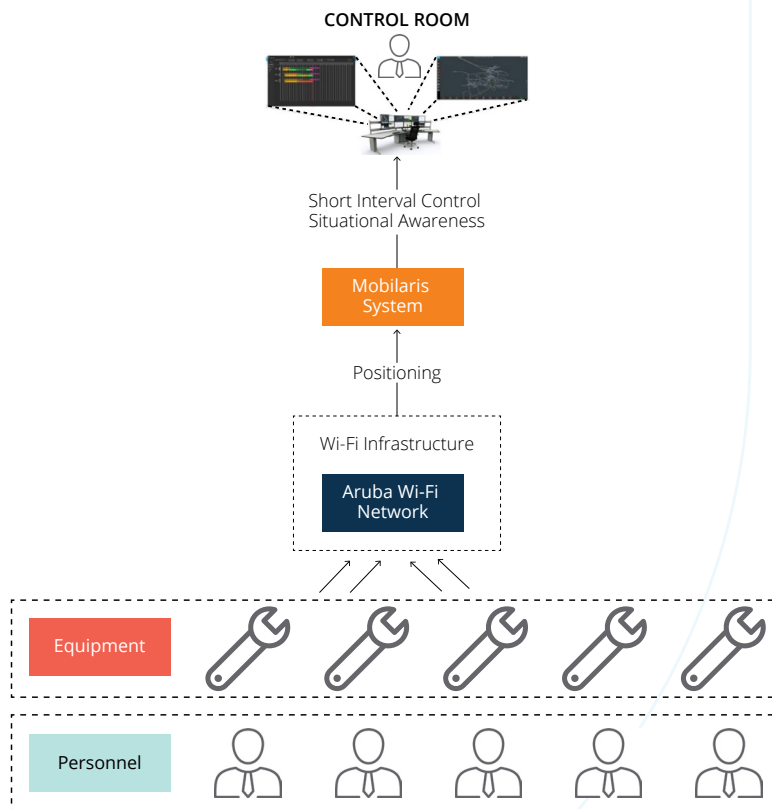 CONTROL ROOM
Short Interval Control
Situational Awareness
Mobilaris
System
Positioning
Wi-Fi Infrastructure
Aruba Wi-Fi
Network
Equipment
Personnel